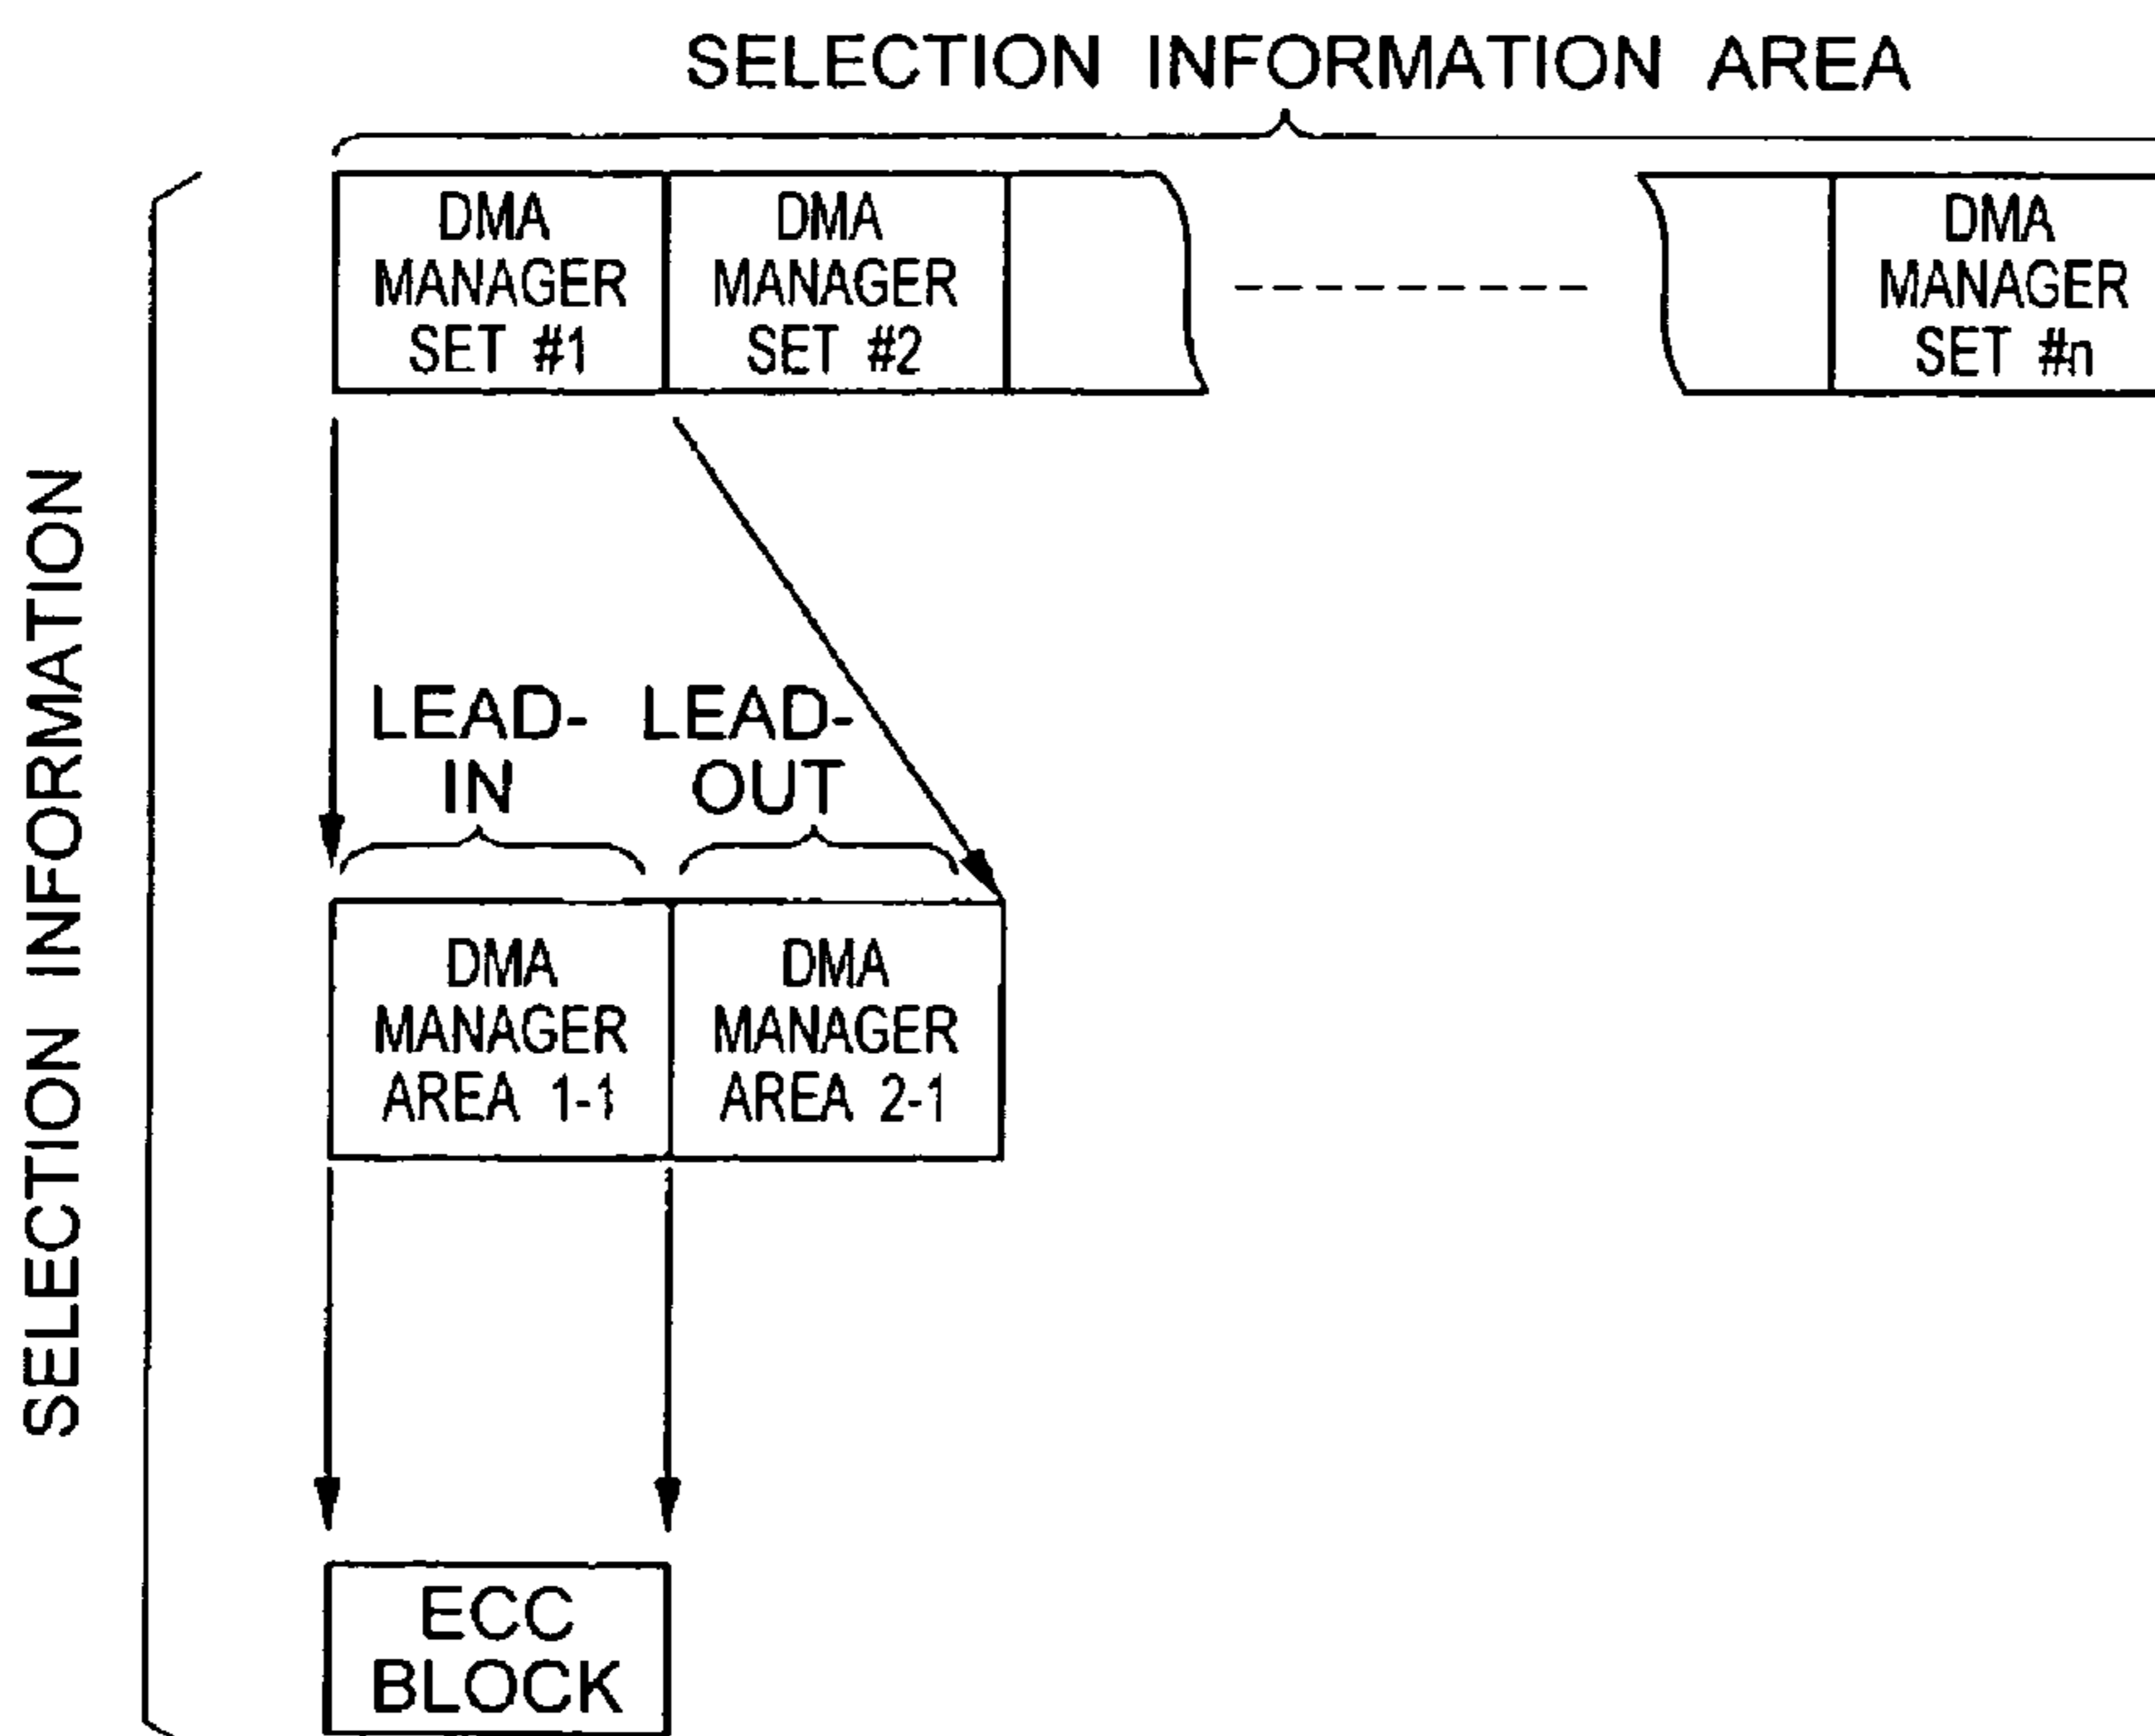 SELECTION INFORMATION AREA
DMA
MANAGER
SET #1
DMA
MANAGER
SET #2
DMA
MANAGER
SET #n
SELECTION INFORMATION
LEAD-
IN
LEAD-
OUT
DMA
MANAGER
AREA 1-1
DMA
MANAGER
AREA 2-1
ECC
BLOCK